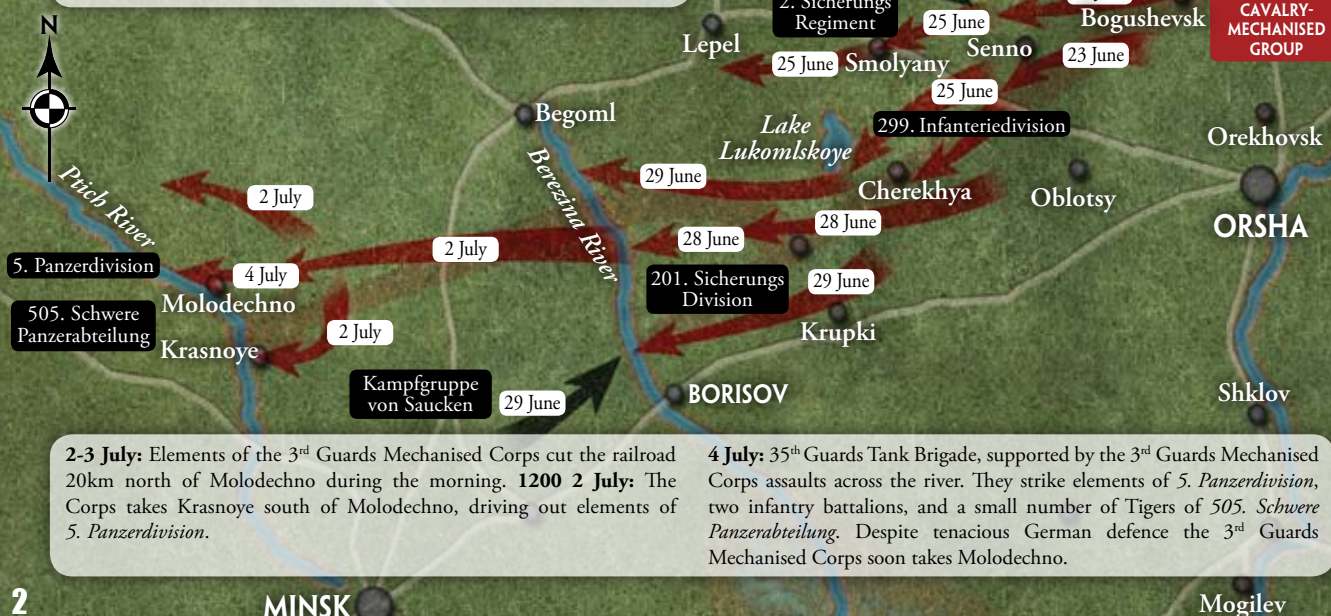 2. Sicherungs
Regiment
25 June
Bogushevsk
CAVALRY-
MECHANISED
GROUP
N
Lepel
Senno
23 June
25 June
Smolyany
25 June
Begoml
Lake
Lukomlskoye
299. Infanteriedivision
Orekhovsk
Ptich River
Berezina River
29 June
Cherekhya
Oblotsy
2 July
28 June
ORSHA
2 July
28 June
5. Panzerdivision
4 July
201. Sicherungs
Division
29 June
Molodechno
505. Schwere
Panzerabteilung
2 July
Krupki
Krasnoye
Kampfgruppe
von Saucken
29 June
BORISOV
Shklov
2-3 July: Elements of the 3rd Guards Mechanised Corps cut the railroad
20km north of Molodechno during the morning. 1200 2 July: The
Corps takes Krasnoye south of Molodechno, driving out elements of
5. Panzerdivision.
4 July: 35th Guards Tank Brigade, supported by the 3rd Guards Mechanised
Corps assaults across the river. They strike elements of 5. Panzerdivision,
two infantry battalions, and a small number of Tigers of 505. Schwere
Panzerabteilung. Despite tenacious German defence the 3rd Guards
Mechanised Corps soon takes Molodechno.
2
MINSK
Mogilev